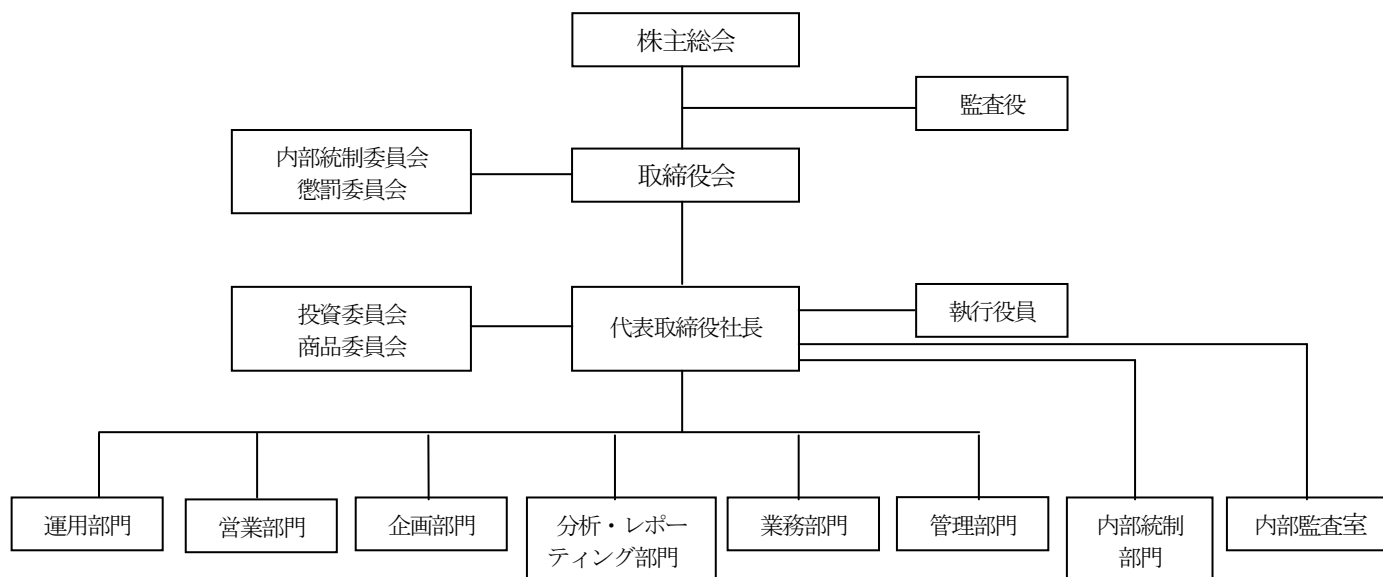 株主総会
監査役
内部統制委員会
懲罰委員会
取締役会
投資委員会
商品委員会
代表取締役社長
執行役員
運用部門
営業部門
企画部門
分析・レポー
ティング部門
業務部門
管理部門
内部統制
部門
内部監査室